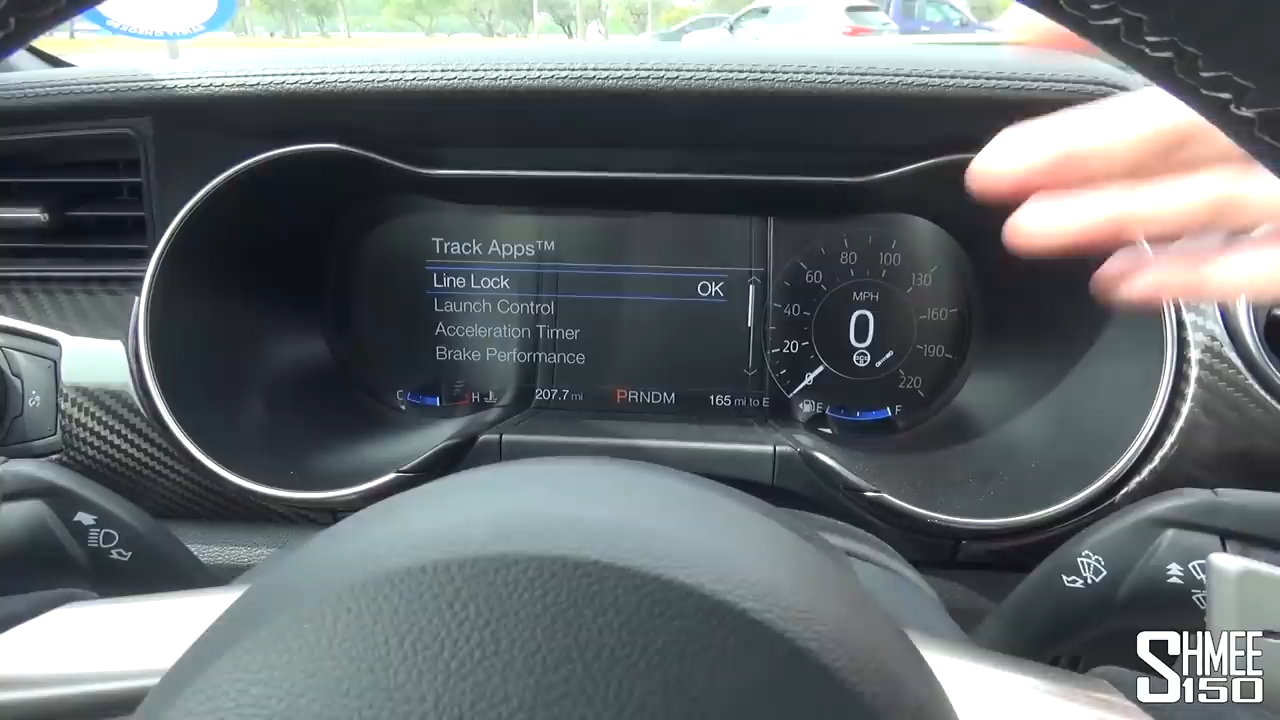 Track Apps™
Line Lock OK
Launch Control
Acceleration Timer
Brake Performance
C H 207.7 mi PRNDM 165 mi to E
0 20 40 60 80 100 130 160 190 220
MPH
0
E F
SHMEE
150